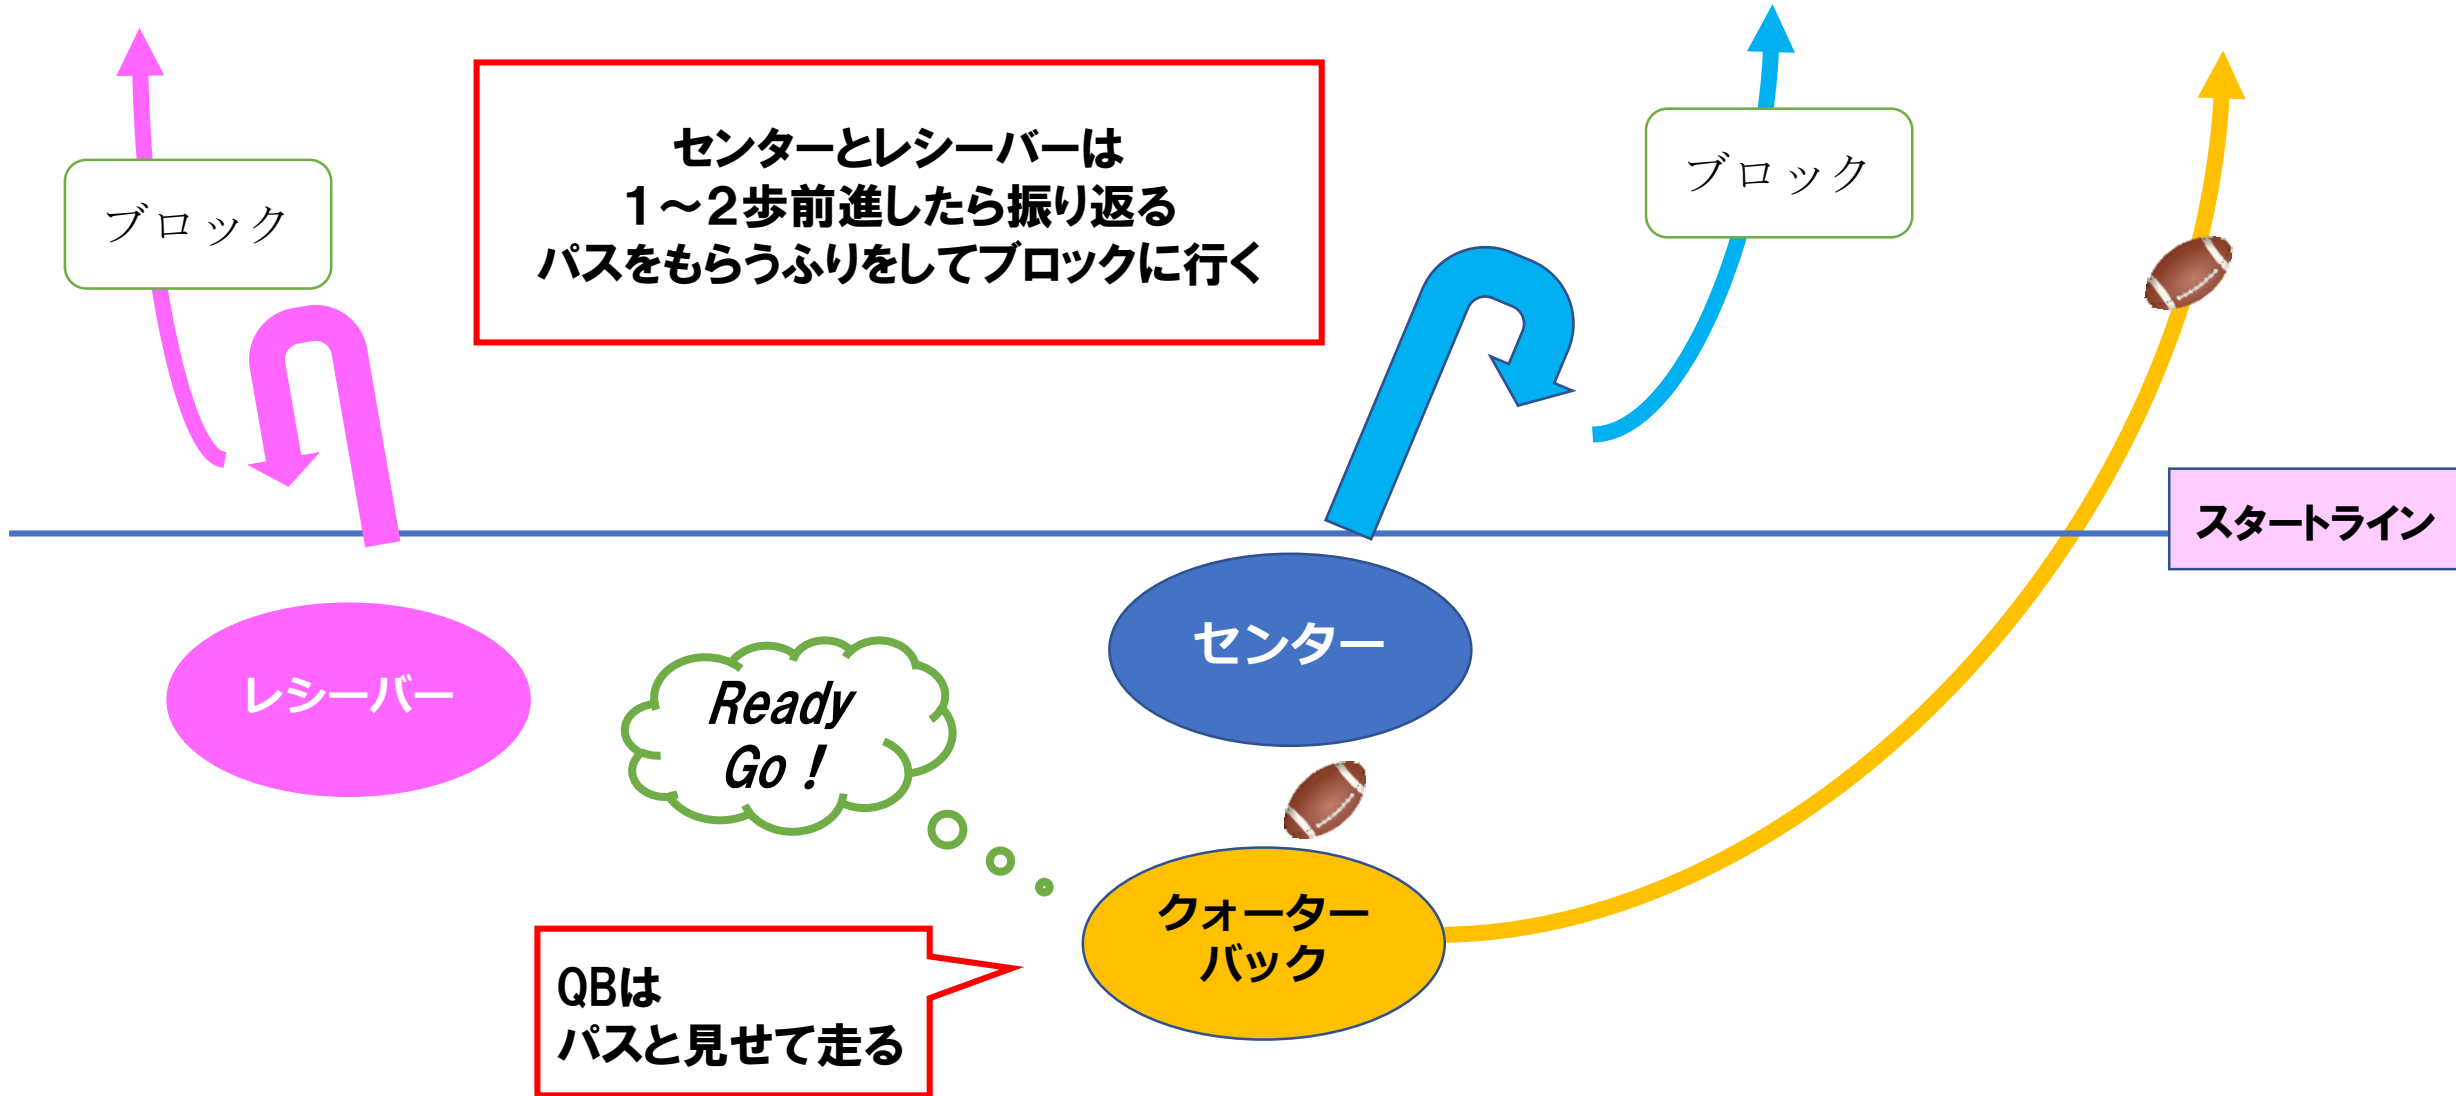 センターとレシーバーは
１～２歩前進したら振り返る
パスをもらうふりをしてブロックに行く
ブロック
ブロック
スタートライン
レシーバー
Ready
Go！
センター
クォーター
バック
QBは
パスと見せて走る